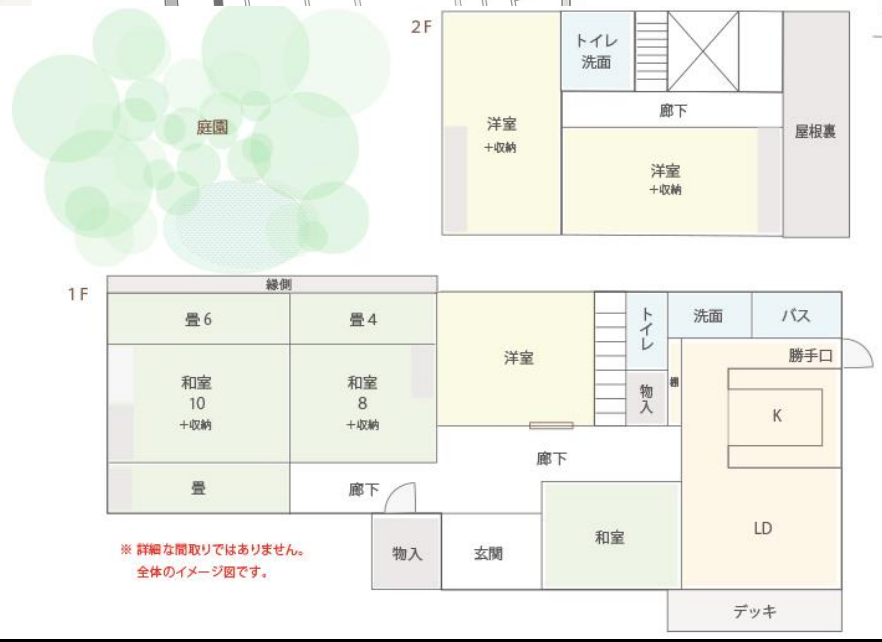 2F
トイレ
洗面
廊下
洋室
+収納
洋室
+収納
屋根裏
庭園
1F
縁側
畳6
畳4
洋室
トイレ
洗面
バス
勝手口
和室
10
+収納
和室
8
+収納
物入
K
廊下
畳
廊下
和室
LD
物入
玄関
※ 詳細な間取りではありません。
全体のイメージ図です。
デッキ